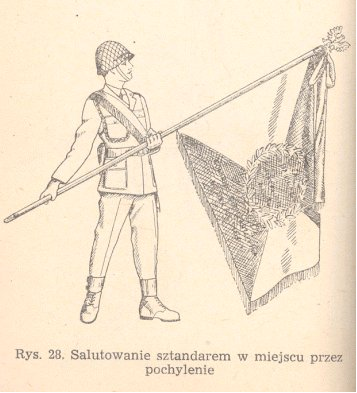 Rys. 28. Salutowanie sztandarem w miejscu przez
pochylenie